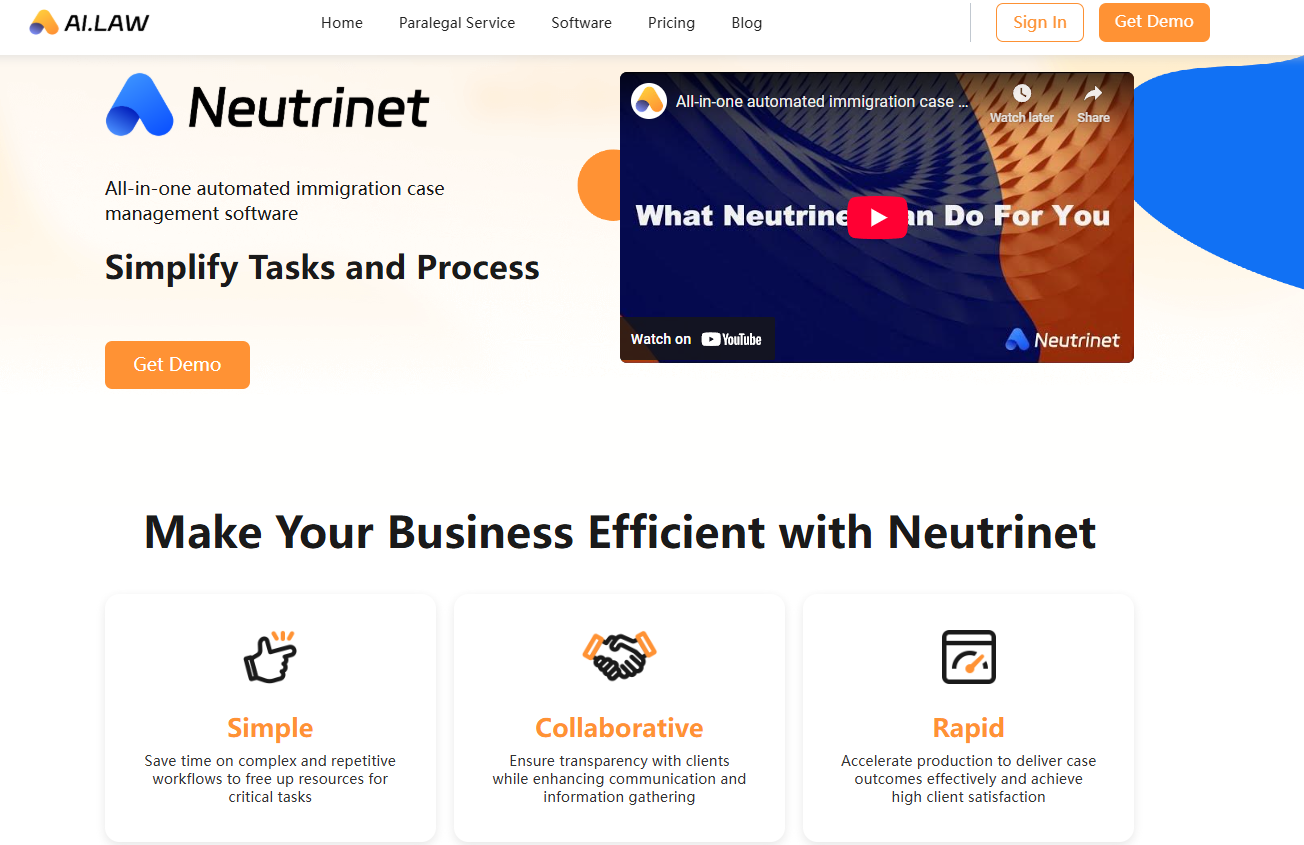 AI.LAW
Home
Paralegal Service
Software
Pricing
Blog
Sign In
Get Demo
Neutrinet
All-in-one automated immigration case
management software
Simplify Tasks and Process
Get Demo
All-in-one automated immigration case ...
Watch later
Share
What Neutrine an Do For You
Watch on YouTube
Neutrinet
Make Your Business Efficient with Neutrinet
Simple
Save time on complex and repetitive
workflows to free up resources for
critical tasks
Collaborative
Ensure transparency with clients
while enhancing communication and
information gathering
Rapid
Accelerate production to deliver case
outcomes effectively and achieve
high client satisfaction